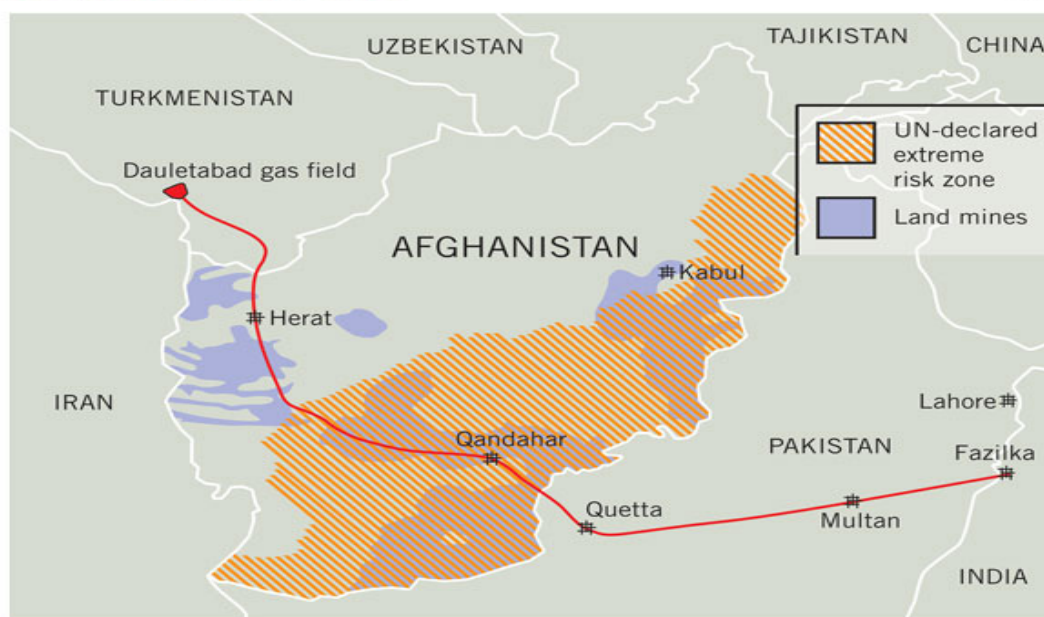 UZBEKISTAN
TAJIKISTAN
CHINA
TURKMENISTAN
UN-declared
extreme
risk zone
Dauletabad gas field
Land mines
AFGHANISTAN
Kabul
Herat
IRAN
Lahore
Qandahar
PAKISTAN
Fazilka
Quetta
Multan
INDIA